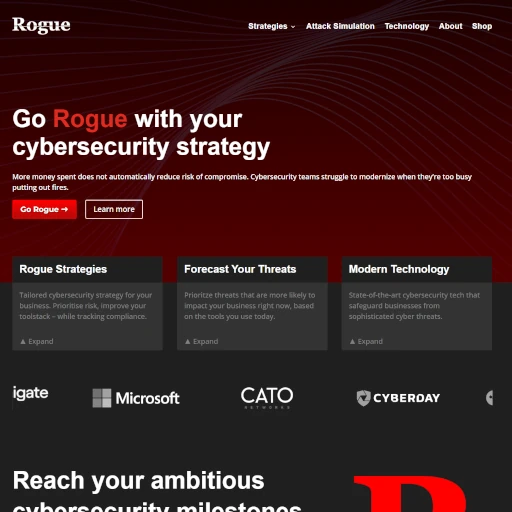 Rogue
Strategies Attack Simulation Technology About Shop
Go Rogue with your
cybersecurity strategy
More money spent does not automatically reduce risk of compromise. Cybersecurity teams struggle to modernize when they're too busy
putting out fires.
Go Rogue → Learn more
Rogue Strategies
Tailored cybersecurity strategy for your
business. Prioritise risk, improve your
toolstack – while tracking compliance.
▲ Expand
Forecast Your Threats
Prioritize threats that are more likely to
impact your business right now, based
on the tools you use today.
▲ Expand
Modern Technology
State-of-the-art cybersecurity tech that
safeguard businesses from
sophisticated cyber threats.
▲ Expand
igate Microsoft CATO NETWORKS CYBERDAY
Reach your ambitious
cybersecurity milestones